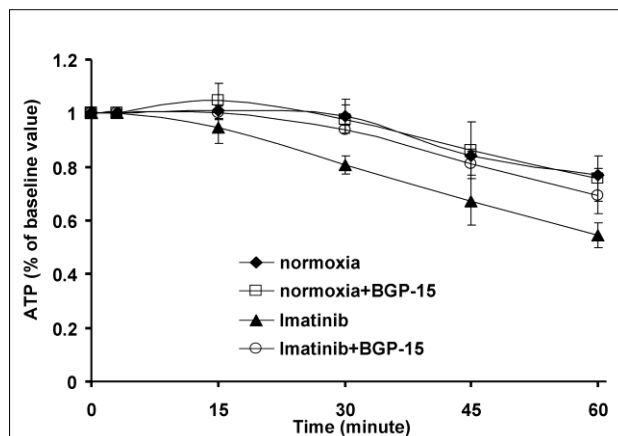 1.2
1
0.8
0.6
0.4
0.2
0
ATP (% of baseline value)
normoxia
normoxia+BGP-15
Imatinib
Imatinib+BGP-15
0 15 30 45 60
Time (minute)